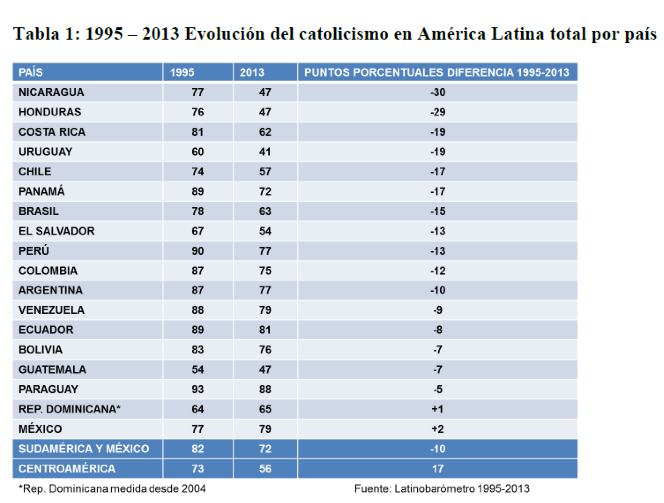 Tabla 1: 1995 – 2013 Evolución del catolicismo en América Latina total por país
PAÍS 1995 2013 PUNTOS PORCENTUALES DIFERENCIA 1995-2013
NICARAGUA 77 47 -30
HONDURAS 76 47 -29
COSTA RICA 81 62 -19
URUGUAY 60 41 -19
CHILE 74 57 -17
PANAMÁ 89 72 -17
BRASIL 78 63 -15
EL SALVADOR 67 54 -13
PERÚ 90 77 -13
COLOMBIA 87 75 -12
ARGENTINA 87 77 -10
VENEZUELA 88 79 -9
ECUADOR 89 81 -8
BOLIVIA 83 76 -7
GUATEMALA 54 47 -7
PARAGUAY 93 88 -5
REP. DOMINICANA* 64 65 +1
MÉXICO 77 79 +2
SUDAMÉRICA Y MÉXICO 82 72 -10
CENTROAMÉRICA 73 56 17
*Rep. Dominicana medida desde 2004 Fuente: Latinobarómetro 1995-2013